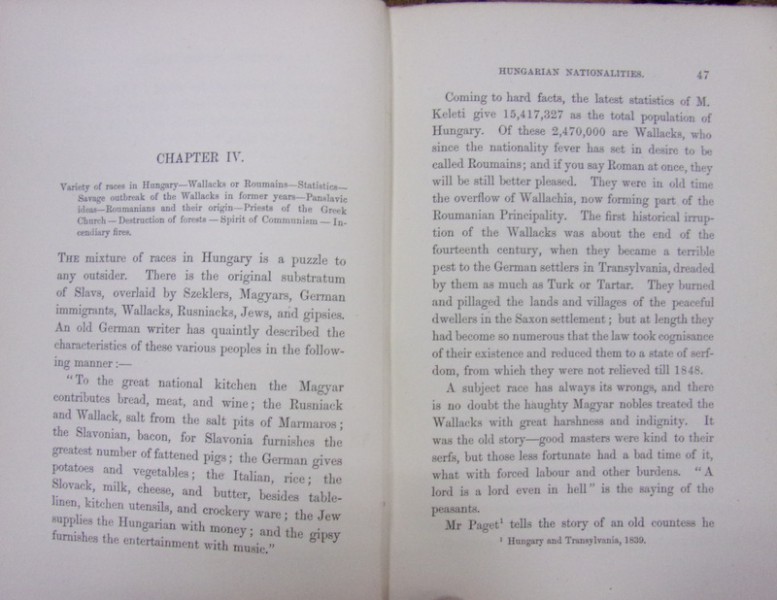 CHAPTER IV.
Variety of races in Hungary—Wallacks or Roumains—Statistics—
Savage outbreak of the Wallacks in former years—Panslavic
ideas—Roumanians and their origin—Priests of the Greek
Church—Destruction of forests—Spirit of Communism—In-
cendiary fires.
THE mixture of races in Hungary is a puzzle to
any outsider. There is the original substratum
of Slavs, overlaid by Szeklers, Magyars, German
immigrants, Wallacks, Rusniacks, Jews, and gipsies.
An old German writer has quaintly described the
characteristics of these various peoples in the follow-
ing manner:—
"To the great national kitchen the Magyar
contributes bread, meat, and wine; the Rusniack
and Wallack, salt from the salt pits of Marmaros;
the Slavonian, bacon, for Slavonia furnishes the
greatest number of fattened pigs; the German gives
potatoes and vegetables; the Italian, rice; the
Slovack, milk, cheese, and butter, besides table-
linen, kitchen utensils, and crockery ware; the Jew
supplies the Hungarian with money; and the gipsy
furnishes the entertainment with music."
HUNGARIAN NATIONALITIES. 47
Coming to hard facts, the latest statistics of M.
Keleti give 15,417,327 as the total population of
Hungary. Of these 2,470,000 are Wallacks, who
since the nationality fever has set in desire to be
called Roumains; and if you say Roman at once, they
will be still better pleased. They were in old time
the overflow of Wallachia, now forming part of the
Roumanian Principality. The first historical irrup-
tion of the Wallacks was about the end of the
fourteenth century, when they became a terrible
pest to the German settlers in Transylvania, dreaded
by them as much as Turk or Tartar. They burned
and pillaged the lands and villages of the peaceful
dwellers in the Saxon settlement; but at length they
had become so numerous that the law took cognisance
of their existence and reduced them to a state of serf-
dom, from which they were not relieved till 1848.
A subject race has always its wrongs, and there
is no doubt the haughty Magyar nobles treated the
Wallacks with great harshness and indignity. It
was the old story—good masters were kind to their
serfs, but those less fortunate had a bad time of it,
what with forced labour and other burdens. "A
lord is a lord even in hell" is the saying of the
peasants.
Mr Paget¹ tells the story of an old countess he
¹ Hungary and Transylvania, 1839.